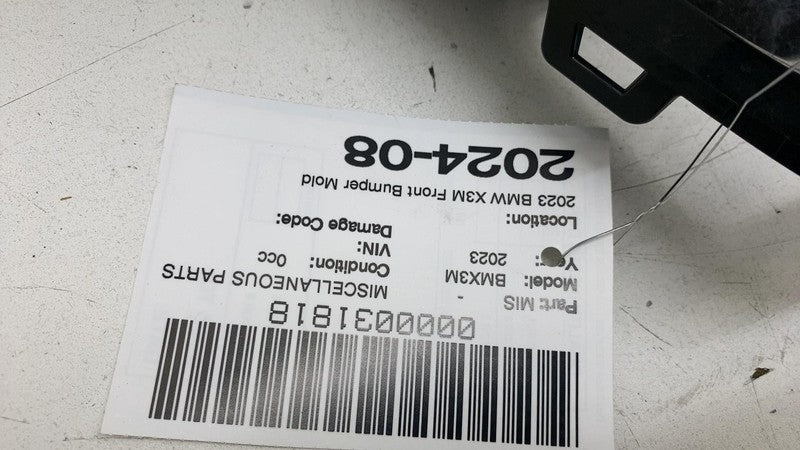 0000031818
Part: MIS - MISCELLANEOUS PARTS
Model: BMX3M Condition: 0cc
Year: 2023 VIN:
Location: Damage Code:
2023 BMW X3M Front Bumper Mold
2024-08